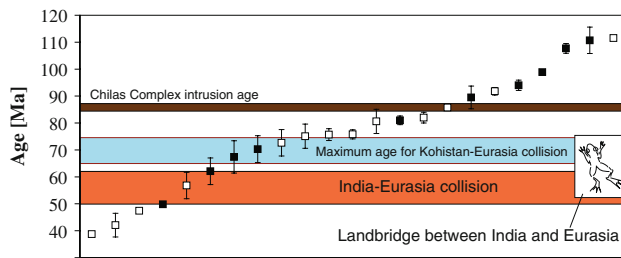 120
110
100
90
80
70
60
50
40
Age [Ma]
Chilas Complex intrusion age
Maximum age for Kohistan-Eurasia collision
India-Eurasia collision
Landbridge between India and Eurasia